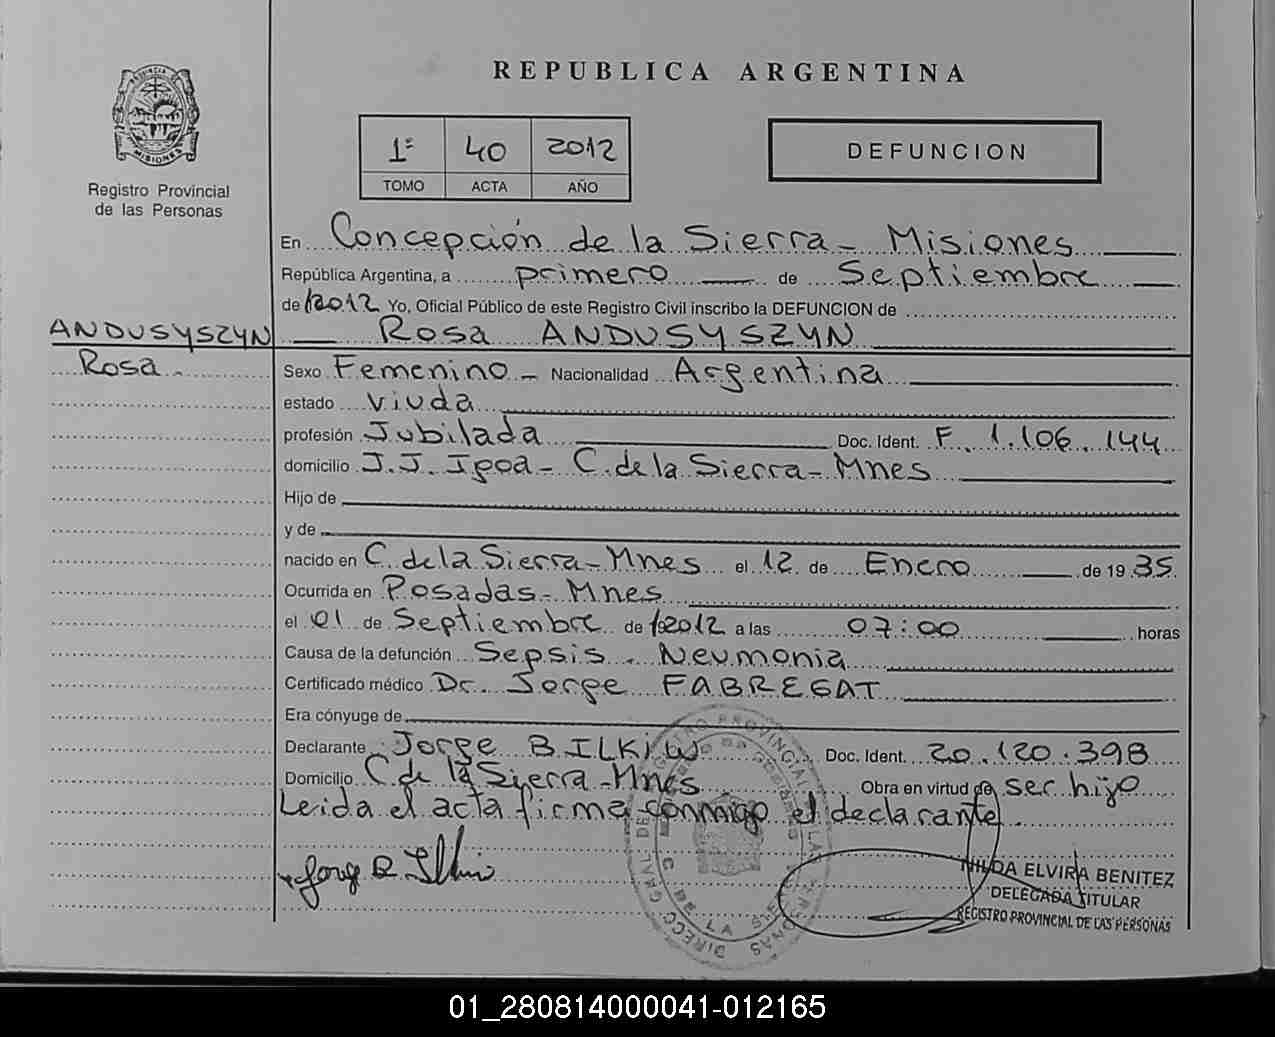 REPUBLICA ARGENTINA
PROVINCIA DE MISIONES
Registro Provincial
de las Personas
1º 40 2012
TOMO ACTA AÑO
DEFUNCION
En Concepción de la Sierra - Misiones
República Argentina, a primero de Septiembre
de 2012 Yo, Oficial Público de este Registro Civil inscribo la DEFUNCION de
ANDUSYSZYN Rosa ANDUSYSZYN
Rosa. Sexo Femenino - Nacionalidad Argentina
estado viuda
profesión Jubilada Doc. Ident. F. 1.106.144
domicilio J.J. Igoa - C. de la Sierra - Mnes
Hijo de
y de
nacido en C. de la Sierra - Mnes el 12 de Enero de 19 35
Ocurrida en Posadas - Mnes
el 01 de Septiembre de 2012 a las 07:00 horas
Causa de la defunción Sepsis - Neumonia
Certificado médico Dr. Jorge FABREGAT
Era cónyuge de
Declarante Jorge BILKIW Doc. Ident. 20.120.398
Domicilio C. de la Sierra - Mnes Obra en virtud de ser hijo
Leida el acta firma conmigo el declarante.
NILDA ELVIRA BENITEZ
DELEGADA TITULAR
REGISTRO PROVINCIAL DE LAS PERSONAS
01_280814000041-012165